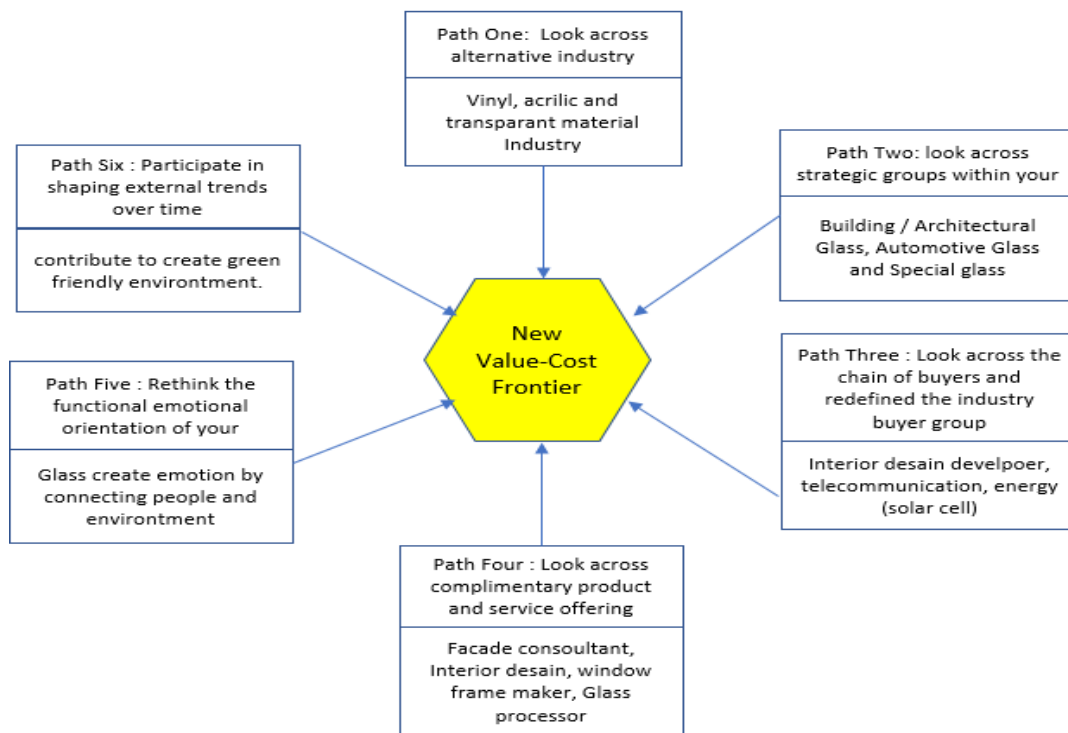 Path One: Look across
alternative industry
Vinyl, acrilic and
transparant material
Industry
Path Two: look across
strategic groups within your
Building / Architectural
Glass, Automotive Glass
and Special glass
Path Three : Look across the
chain of buyers and
redefined the industry
buyer group
Interior desain develpoer,
telecommunication, energy
(solar cell)
Path Four : Look across
complimentary product
and service offering
Facade consoultant,
Interior desain, window
frame maker, Glass
processor
Path Five : Rethink the
functional emotional
orientation of your
Glass create emotion by
connecting people and
environtment
Path Six : Participate in
shaping external trends
over time
contribute to create green
friendly environtment.
New
Value-Cost
Frontier